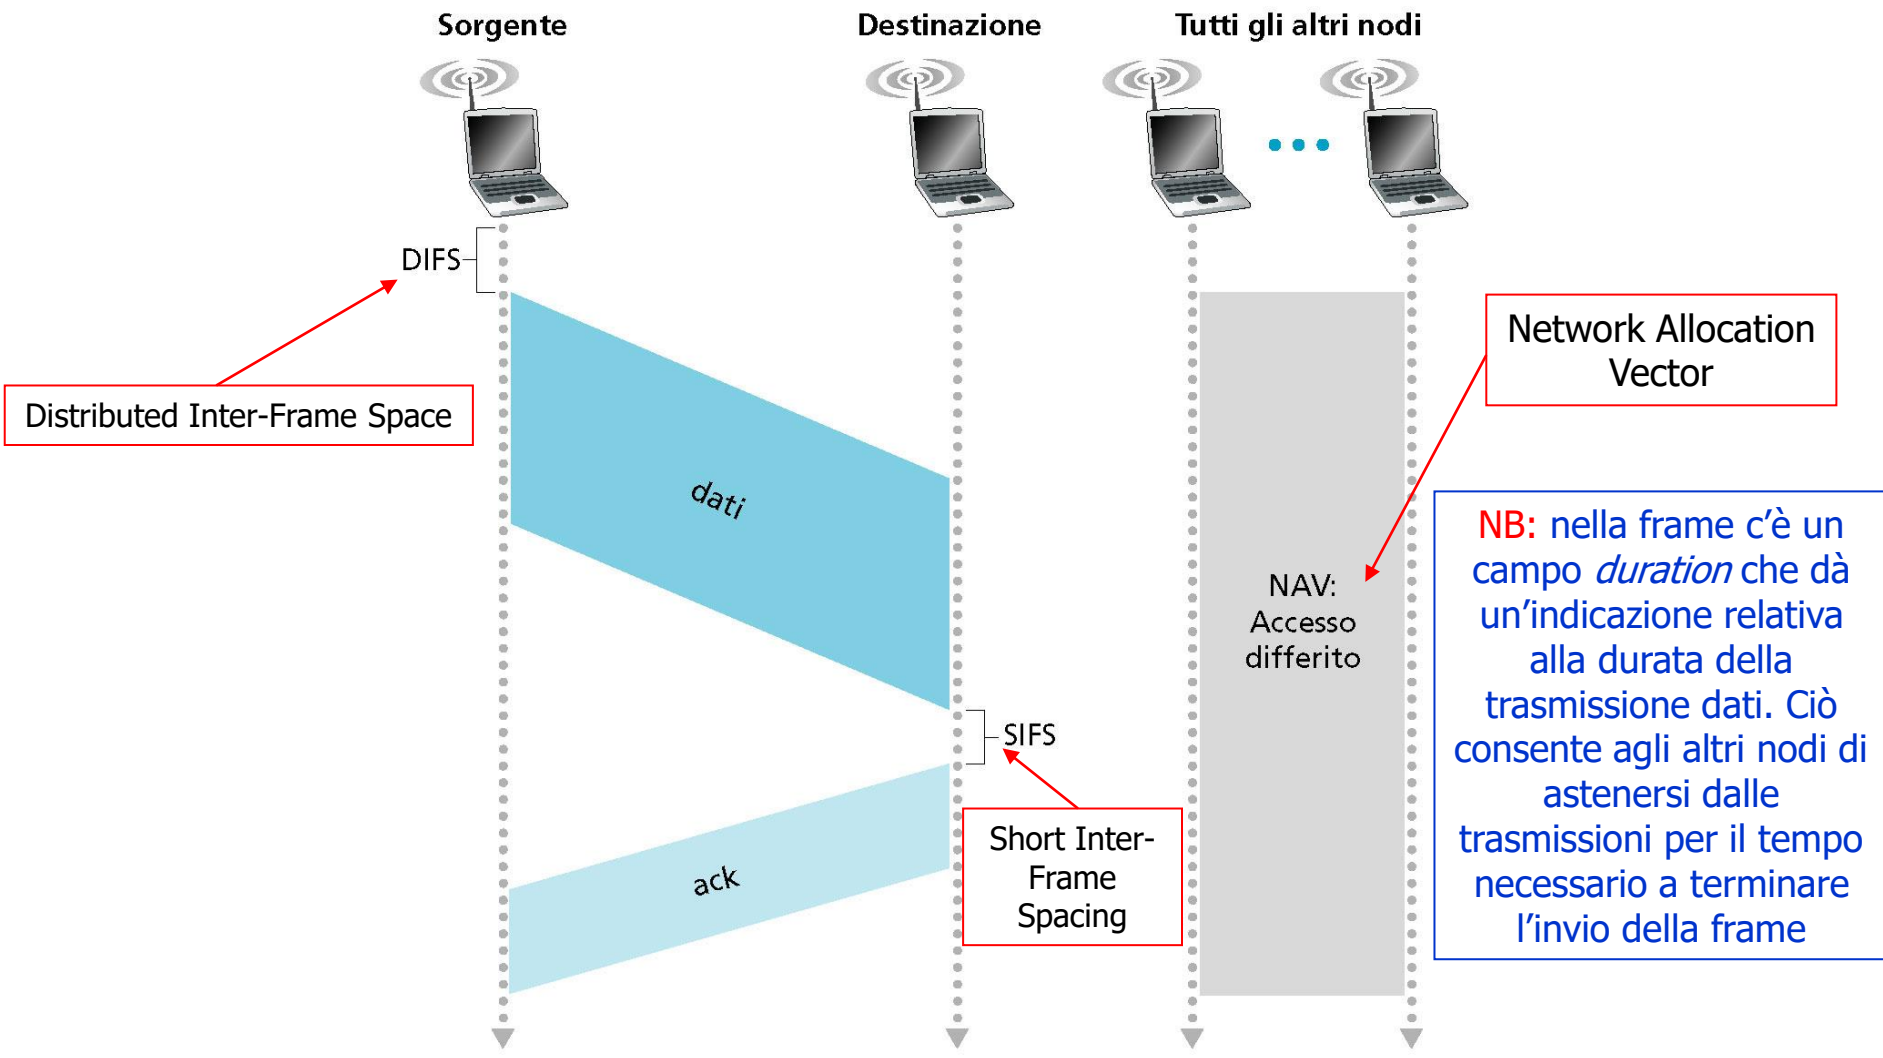 Sorgente
Destinazione
Tutti gli altri nodi
DIFS
Distributed Inter-Frame Space
dati
SIFS
Short Inter-
Frame
Spacing
ack
NAV:
Accesso
differito
Network Allocation
Vector
NB: nella frame c’è un
campo duration che dà
un’indicazione relativa
alla durata della
trasmissione dati. Ciò
consente agli altri nodi di
astenersi dalle
trasmissioni per il tempo
necessario a terminare
l’invio della frame